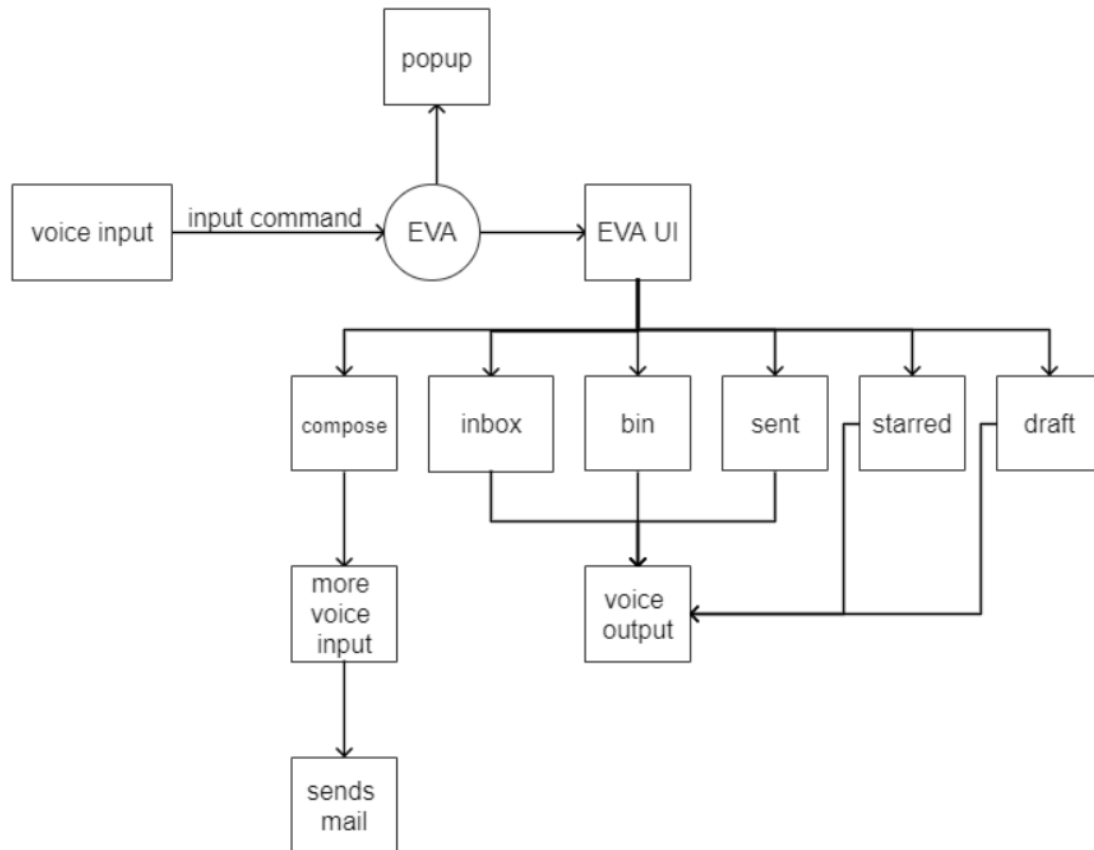 popup
voice input
input command
EVA
EVA UI
compose
inbox
bin
sent
starred
draft
more
voice
input
voice
output
sends
mail